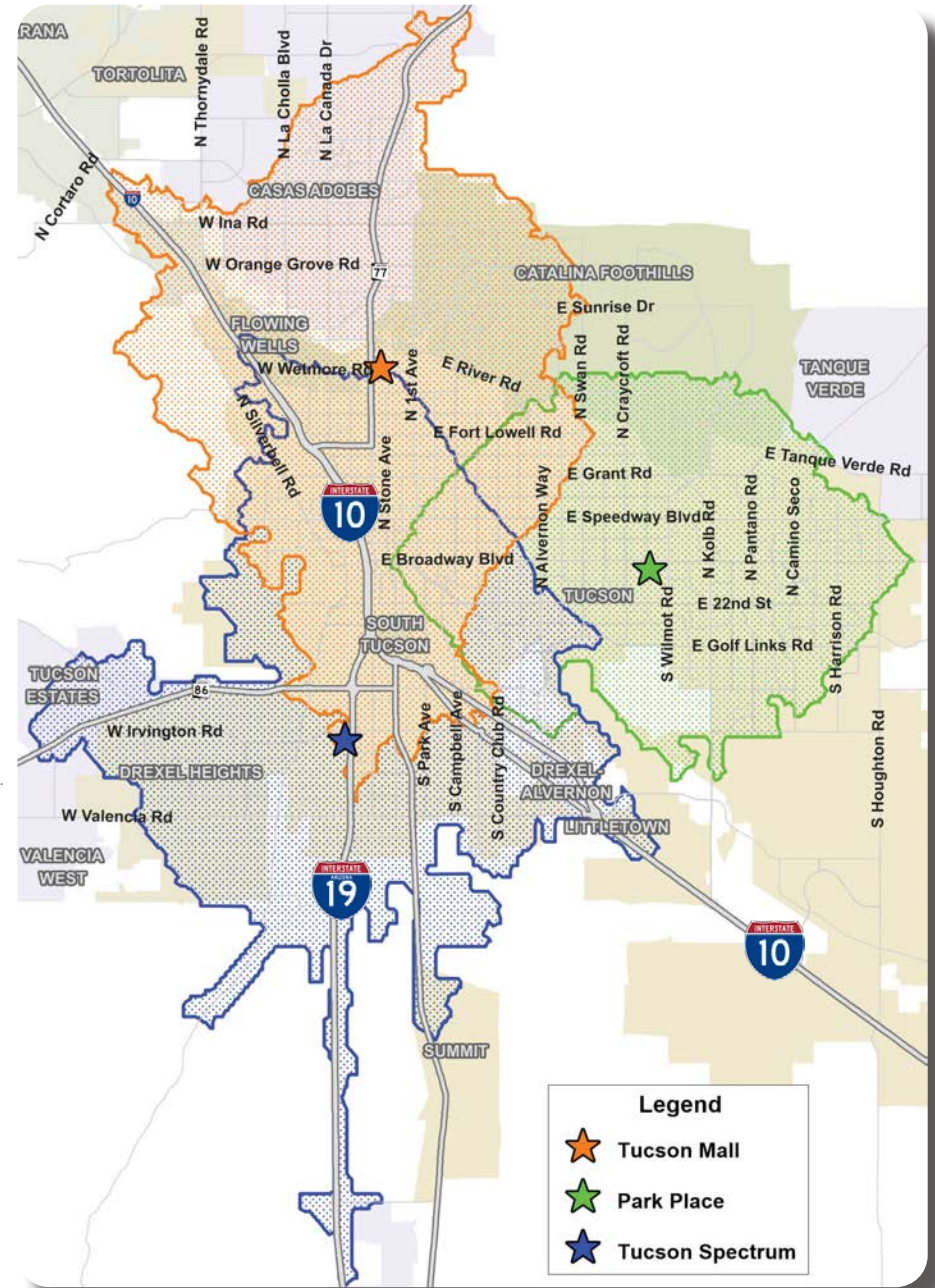 RANA
TORTOLITA
N Thornydale Rd
N La Cholla Blvd
N La Canada Dr
N Cortaro Rd
10
CASAS ADOBES
W Ina Rd
W Orange Grove Rd
77
CATALINA FOOTHILLS
E Sunrise Dr
FLOWING
WELLS
W Wetmore Rd
N 1st Ave
E River Rd
N Swan Rd
N Craycroft Rd
TANQUE
VERDE
N Silverbell Rd
E Fort Lowell Rd
E Tanque Verde Rd
N Stone Ave
N Alvernon Way
E Grant Rd
INTERSTATE
10
E Speedway Blvd
N Kolb Rd
N Pantano Rd
N Camino Seco
E Broadway Blvd
TUCSON
S Wilmot Rd
E 22nd St
SOUTH
TUCSON
E Golf Links Rd
S Harrison Rd
TUCSON
ESTATES
86
W Irvington Rd
S Park Ave
S Campbell Ave
S Country Club Rd
S Houghton Rd
DREXEL HEIGHTS
DREXEL-
ALVERNON
W Valencia Rd
LITTLETOWN
VALENCIA
WEST
INTERSTATE
ARIZONA
19
INTERSTATE
10
SUMMIT
Legend
Tucson Mall
Park Place
Tucson Spectrum